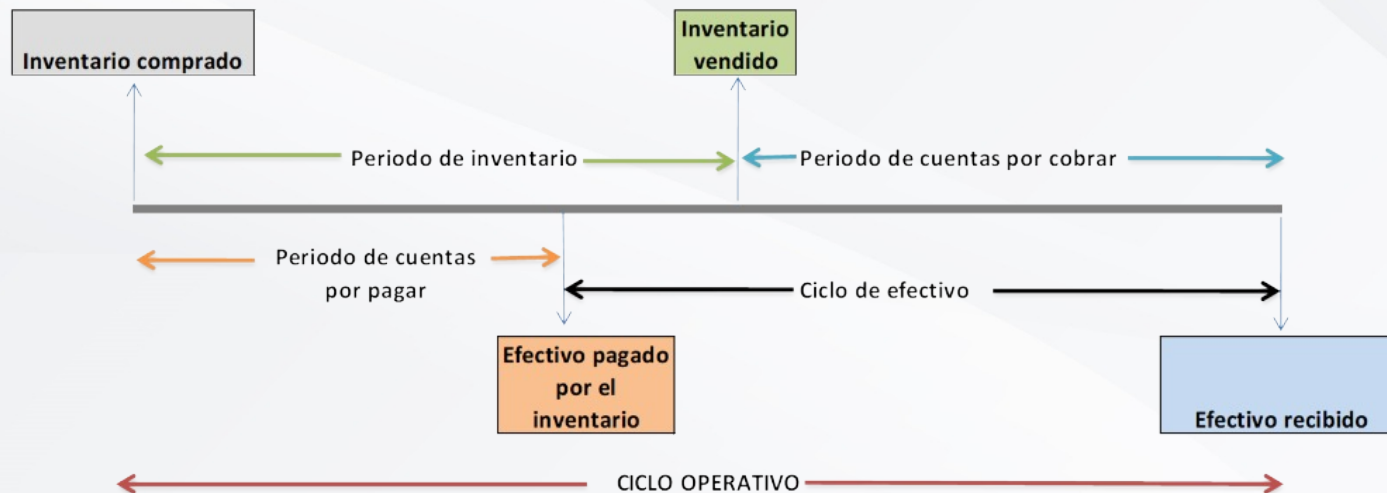 Inventario comprado
Inventario
vendido
Periodo de inventario
Periodo de cuentas por cobrar
Periodo de cuentas
por pagar
Ciclo de efectivo
Efectivo pagado
por el
inventario
Efectivo recibido
CICLO OPERATIVO